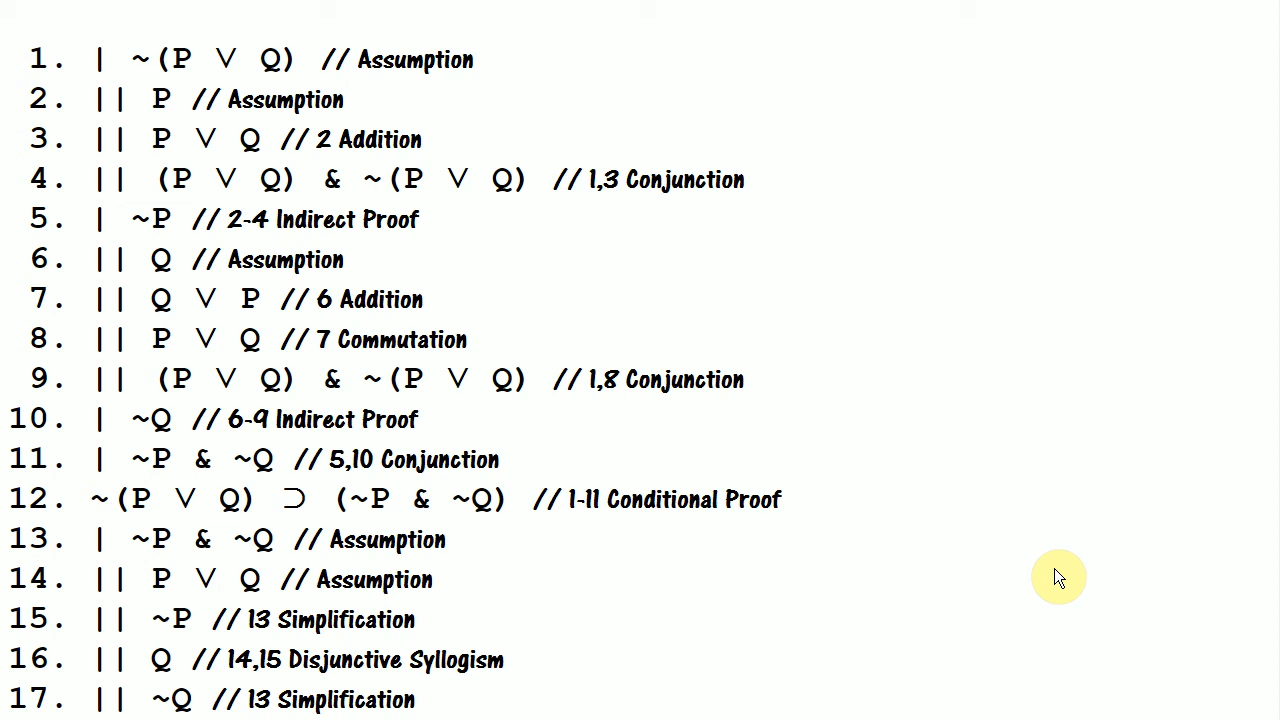 1. | ~(P ∨ Q) // Assumption
2. || P // Assumption
3. || P ∨ Q // 2 Addition
4. || (P ∨ Q) & ~(P ∨ Q) // 1,3 Conjunction
5. | ~P // 2-4 Indirect Proof
6. || Q // Assumption
7. || Q ∨ P // 6 Addition
8. || P ∨ Q // 7 Commutation
9. || (P ∨ Q) & ~(P ∨ Q) // 1,8 Conjunction
10. | ~Q // 6-9 Indirect Proof
11. | ~P & ~Q // 5,10 Conjunction
12. ~(P ∨ Q) ⊃ (~P & ~Q) // 1-11 Conditional Proof
13. | ~P & ~Q // Assumption
14. || P ∨ Q // Assumption
15. || ~P // 13 Simplification
16. || Q // 14,15 Disjunctive Syllogism
17. || ~Q // 13 Simplification